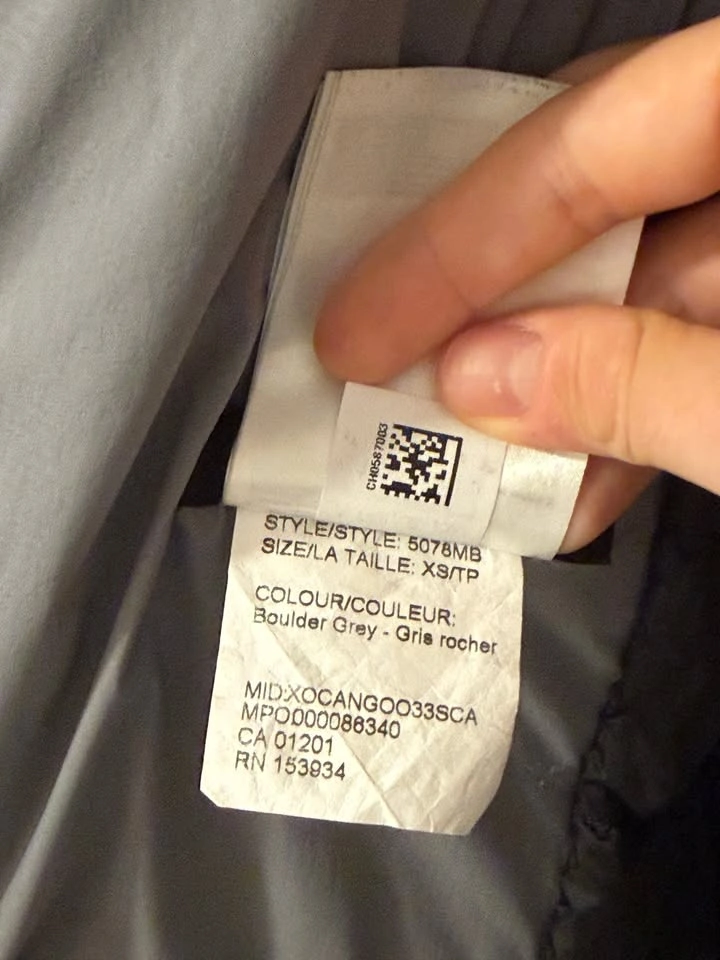 CH0587003
STYLE/STYLE: 5078MB
SIZE/LA TAILLE: XS/TP
COLOUR/COULEUR:
Boulder Grey - Gris rocher
MID:XOCANGOO33SCA
MPO000086340
CA 01201
RN 153934